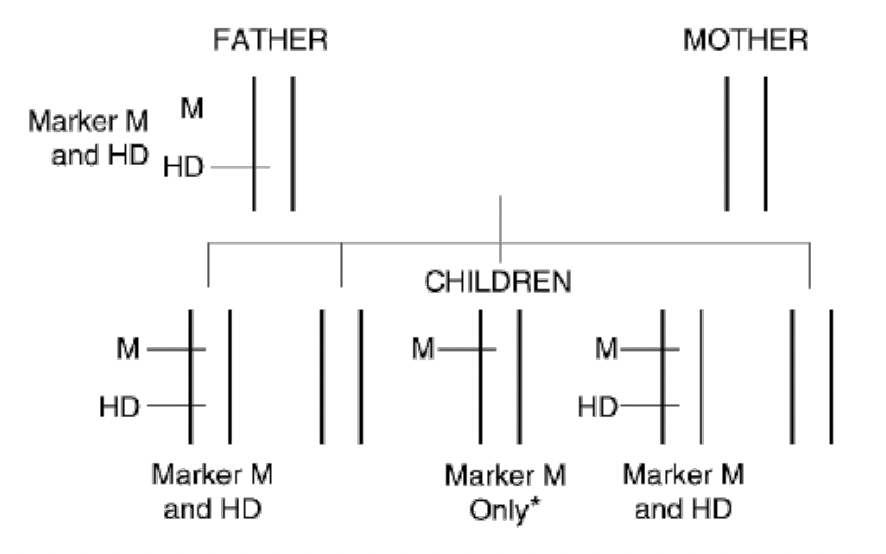 FATHER
MOTHER
M
Marker M
and HD
HD
CHILDREN
M
M
M
HD
HD
Marker M
and HD
Marker M
Only*
Marker M
and HD